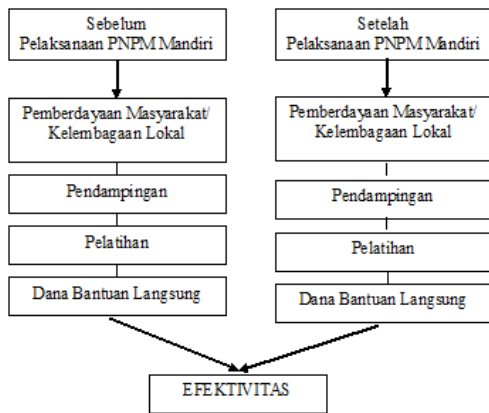 Sebelum
Pelaksanaan PNPM Mandiri
Pemberdayaan Masyarakat/
Kelembagaan Lokal
Pendampingan
Pelatihan
Dana Bantuan Langsung
Setelah
Pelaksanaan PNPM Mandiri
Pemberdayaan Masyarakat/
Kelembagaan Lokal
Pendampingan
Pelatihan
Dana Bantuan Langsung
EFEKTIVITAS